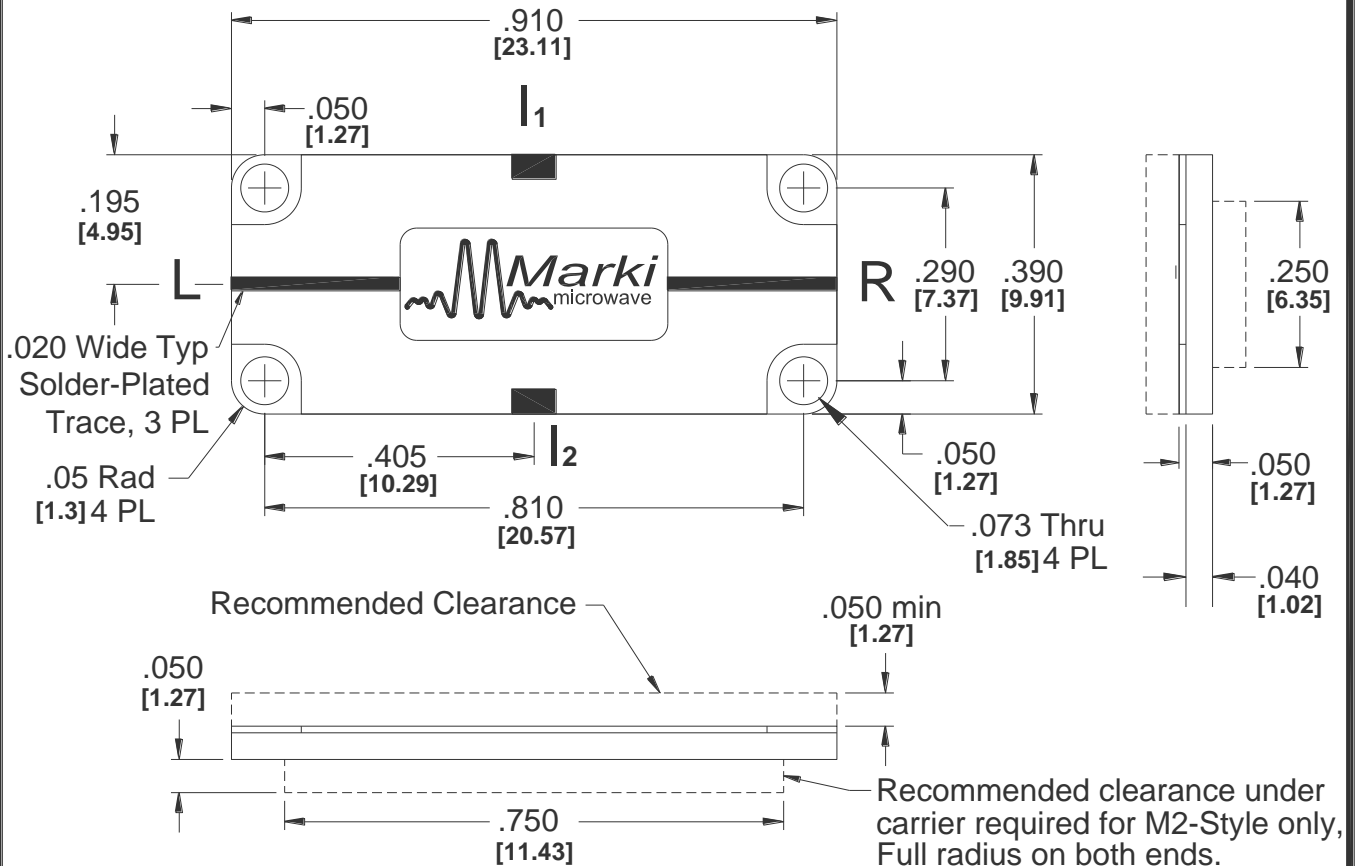 .910
[23.11]
.050
[1.27]
I1
.195
[4.95]
L
Marki
microwave
R
.290
[7.37]
.390
[9.91]
.250
[6.35]
.020 Wide Typ
Solder-Plated
Trace, 3 PL
.05 Rad
[1.3] 4 PL
.405
[10.29]
I2
.810
[20.57]
.050
[1.27]
.073 Thru
[1.85] 4 PL
.050
[1.27]
.040
[1.02]
Recommended Clearance
.050 min
[1.27]
.050
[1.27]
.750
[11.43]
Recommended clearance under
carrier required for M2-Style only,
Full radius on both ends.